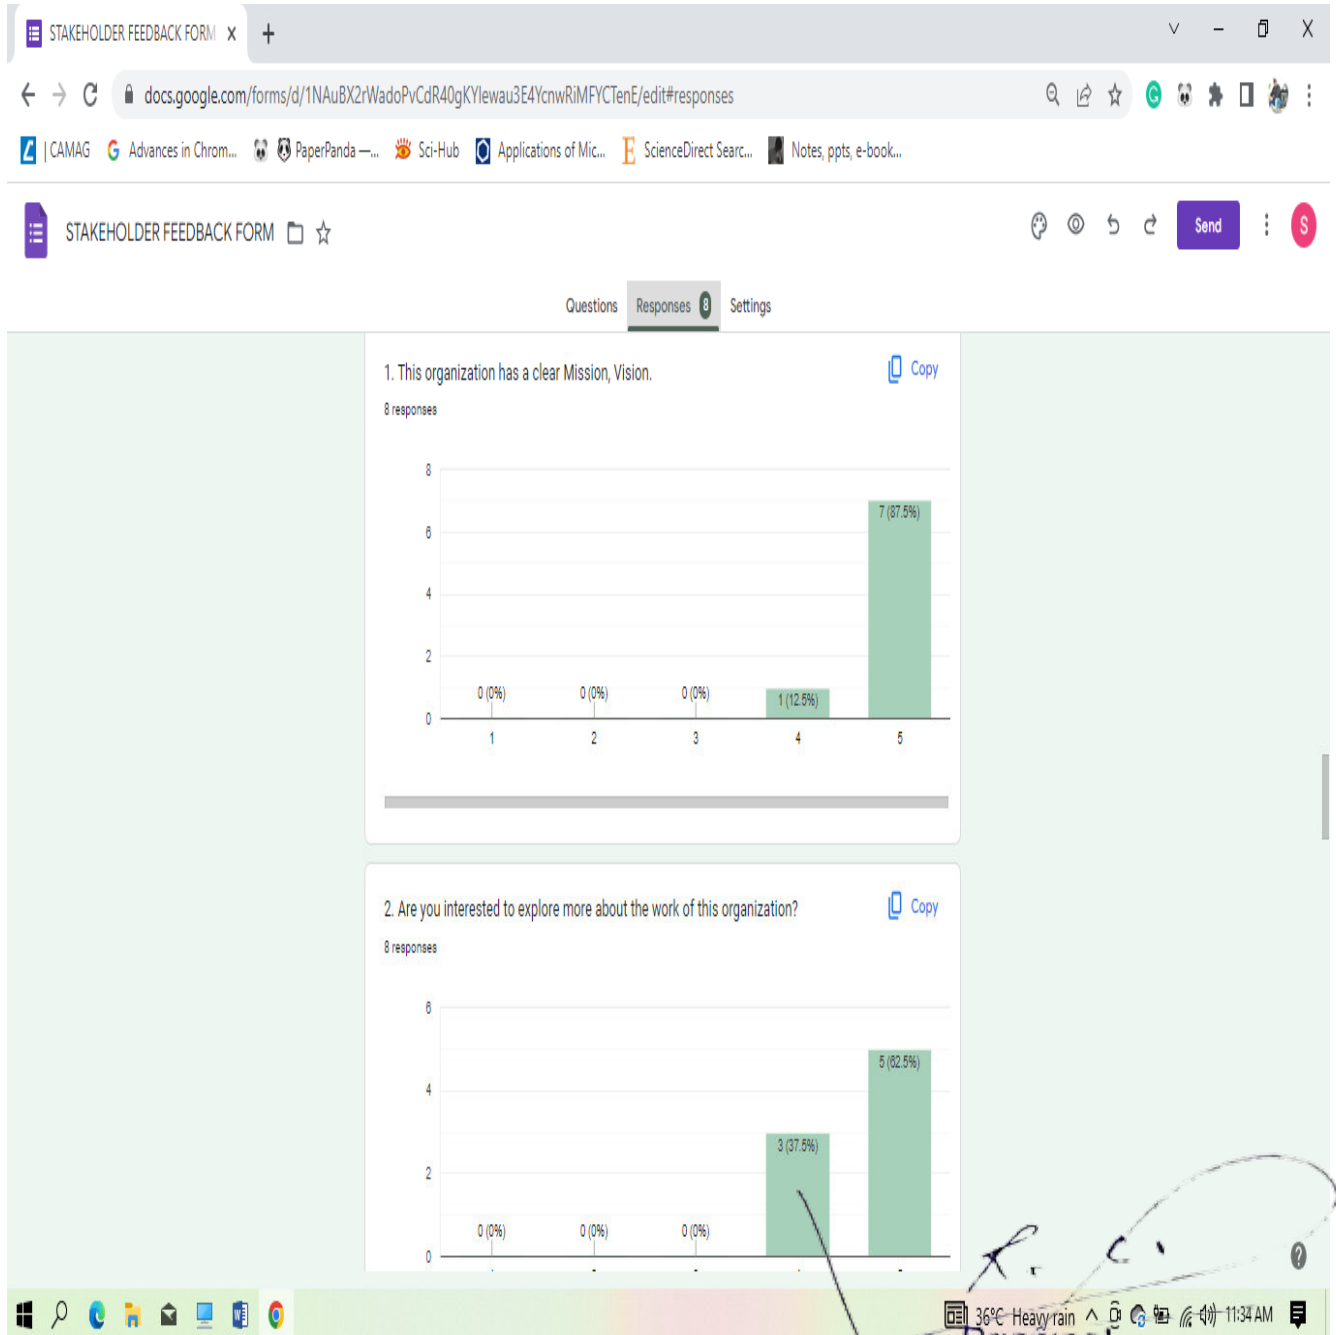 STAKEHOLDER FEEDBACK FORM
docs.google.com/forms/d/1NAuBX2rWadoPvCdR40gKYIewau3E4YcnwRiMFYCTenE/edit#responses
| CAMAG Advances in Chrom... PaperPanda —... Sci-Hub Applications of Mic... ScienceDirect Searc... Notes, ppts, e-book...
STAKEHOLDER FEEDBACK FORM Send S
Questions Responses 8 Settings
1. This organization has a clear Mission, Vision. Copy
8 responses
8
7 (87.5%)
6
4
2
0 (0%) 0 (0%) 0 (0%) 1 (12.5%)
0
1 2 3 4 5
2. Are you interested to explore more about the work of this organization? Copy
8 responses
6
5 (62.5%)
4
3 (37.5%)
2
0 (0%) 0 (0%) 0 (0%)
0
36°C Heavy rain 11:34 AM